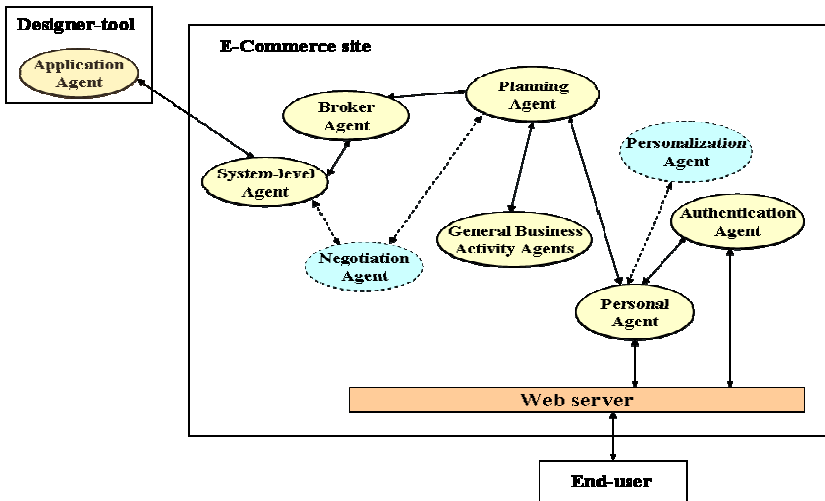 Designer-tool
Application
Agent
E-Commerce site
Planning
Agent
Broker
Agent
Personalization
Agent
System-level
Agent
Authentication
Agent
General Business
Activity Agents
Negotiation
Agent
Personal
Agent
Web server
End-user